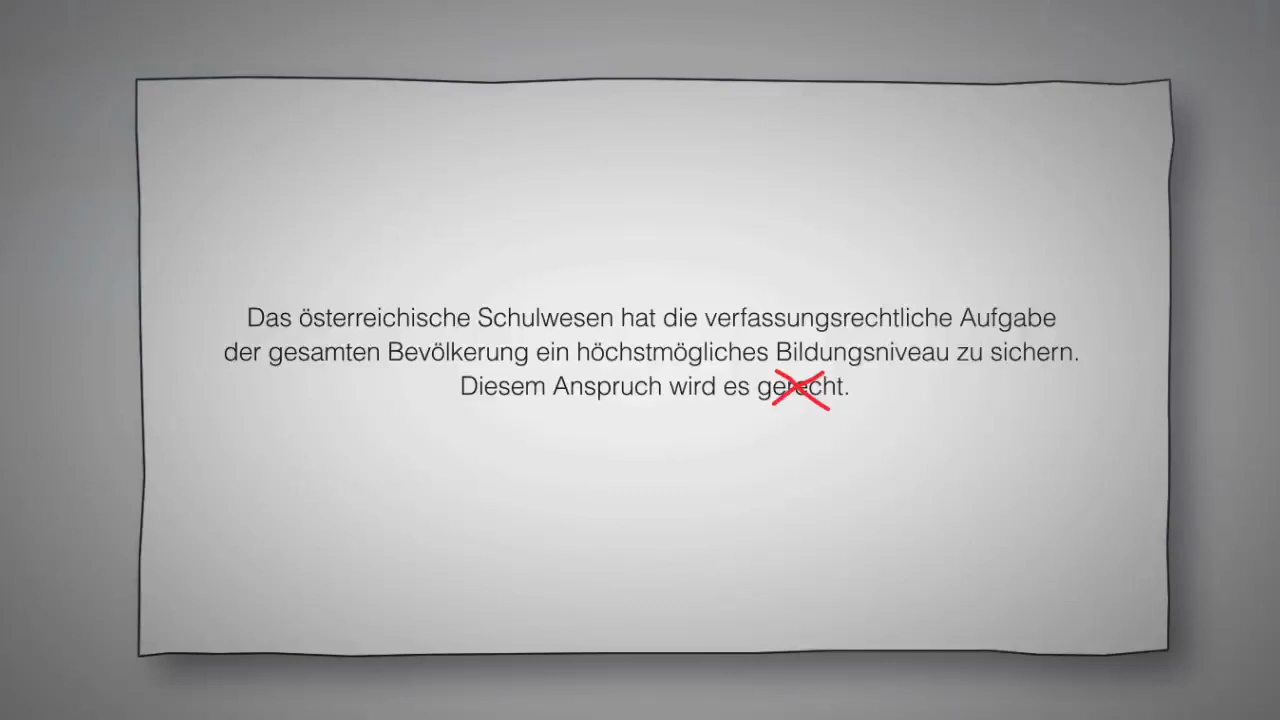 Das österreichische Schulwesen hat die verfassungsrechtliche Aufgabe
der gesamten Bevölkerung ein höchstmögliches Bildungsniveau zu sichern.
Diesem Anspruch wird es gerecht.